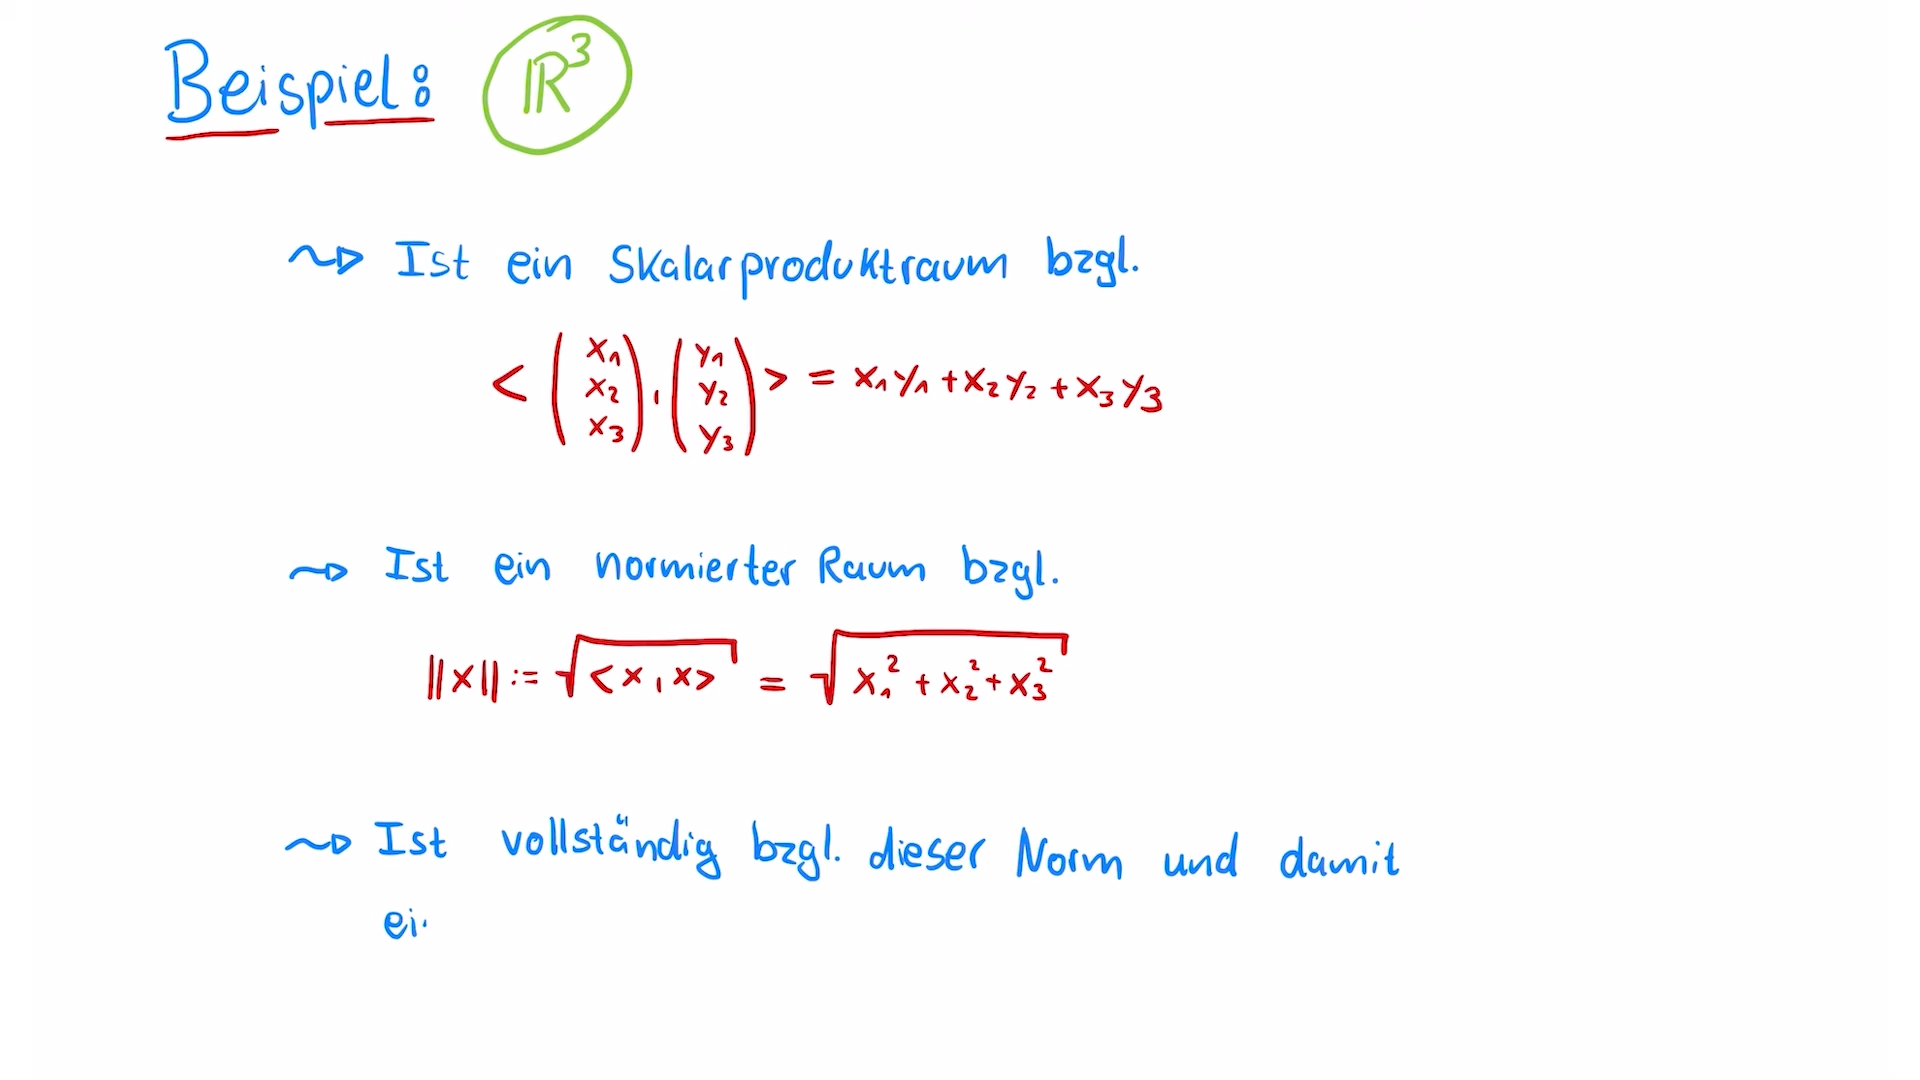 Beispiel: ℝ³
⤳ Ist ein Skalarproduktraum bzgl.
< (x₁ x₂ x₃), (y₁ y₂ y₃) > = x₁y₁ + x₂y₂ + x₃y₃
⤳ Ist ein normierter Raum bzgl.
||x|| := √<x,x> = √x₁² + x₂² + x₃²
⤳ Ist vollständig bzgl. dieser Norm und damit
ei